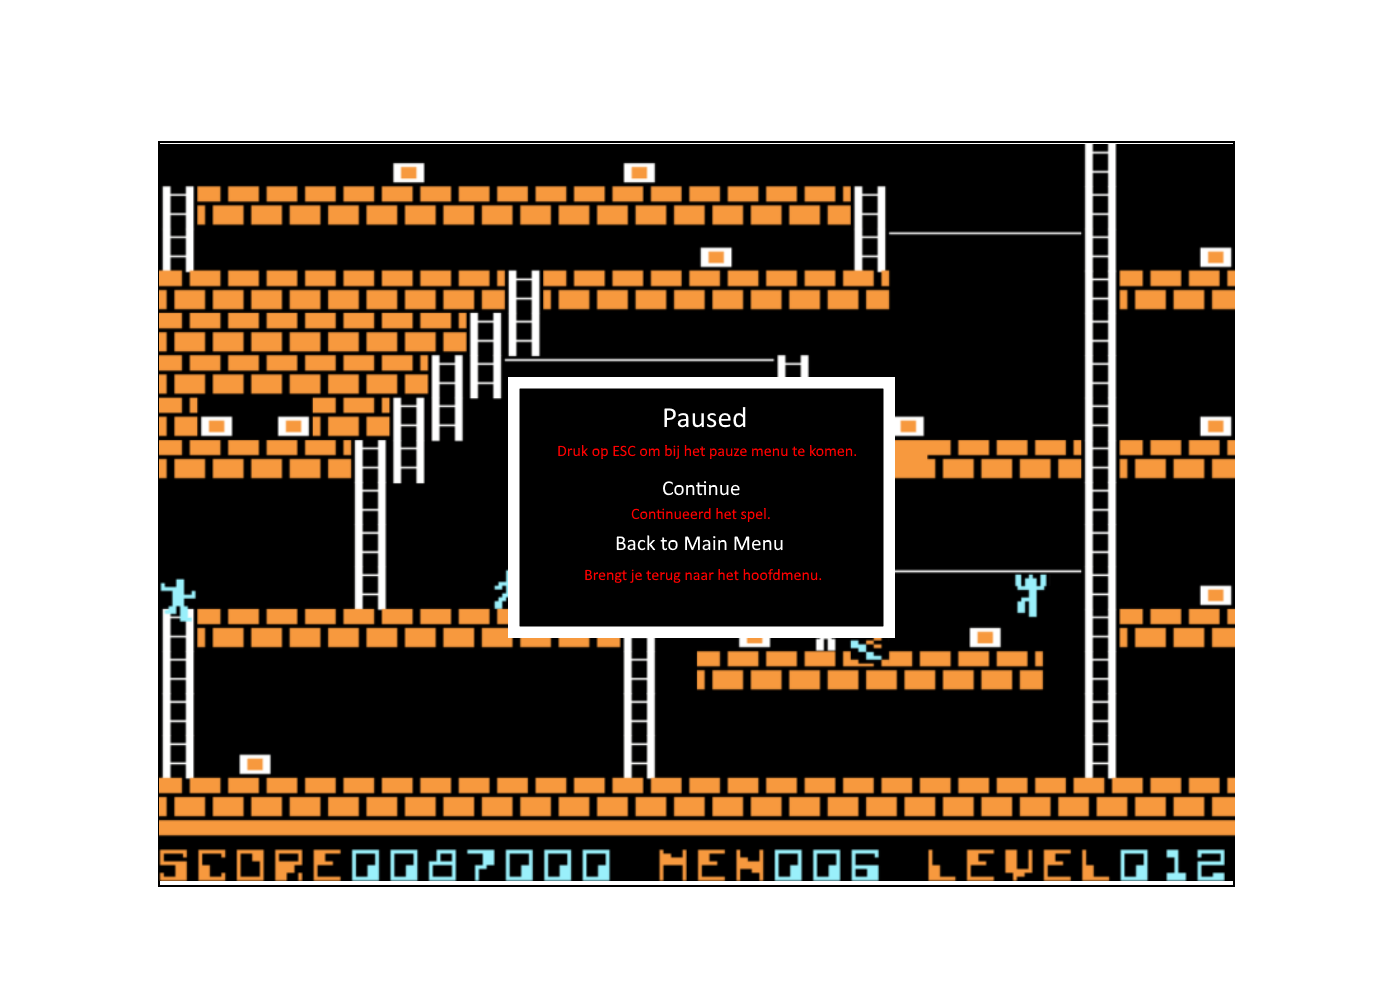 Paused
Druk op ESC om bij het pauze menu te komen.
Continue
Continueerd het spel.
Back to Main Menu
Brengt je terug naar het hoofdmenu.
SCORE0087000 MEN006 LEVEL012